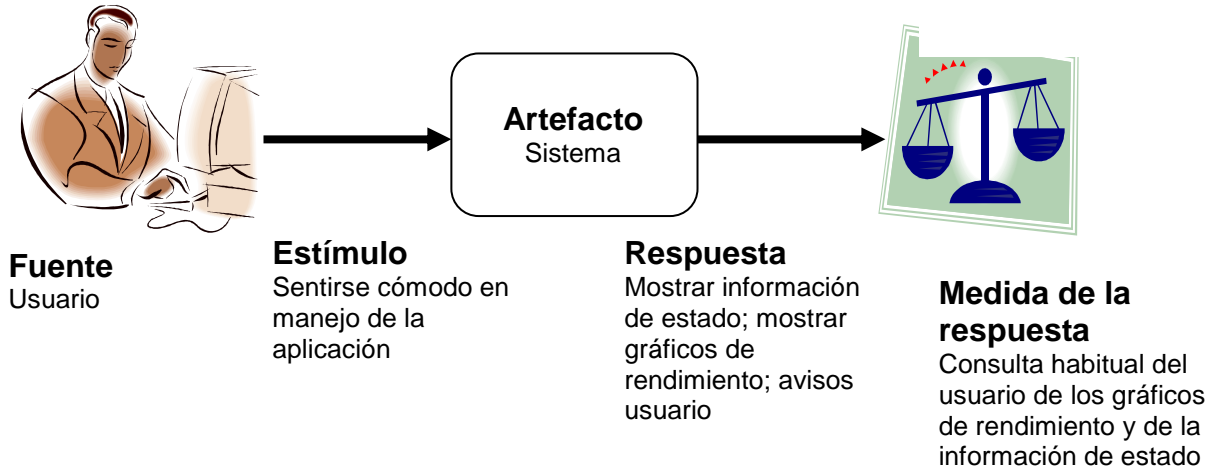 Artefacto
Sistema
Fuente
Usuario
Estímulo
Sentirse cómodo en
manejo de la
aplicación
Respuesta
Mostrar información
de estado; mostrar
gráficos de
rendimiento; avisos
usuario
Medida de la
respuesta
Consulta habitual del
usuario de los gráficos
de rendimiento y de la
información de estado